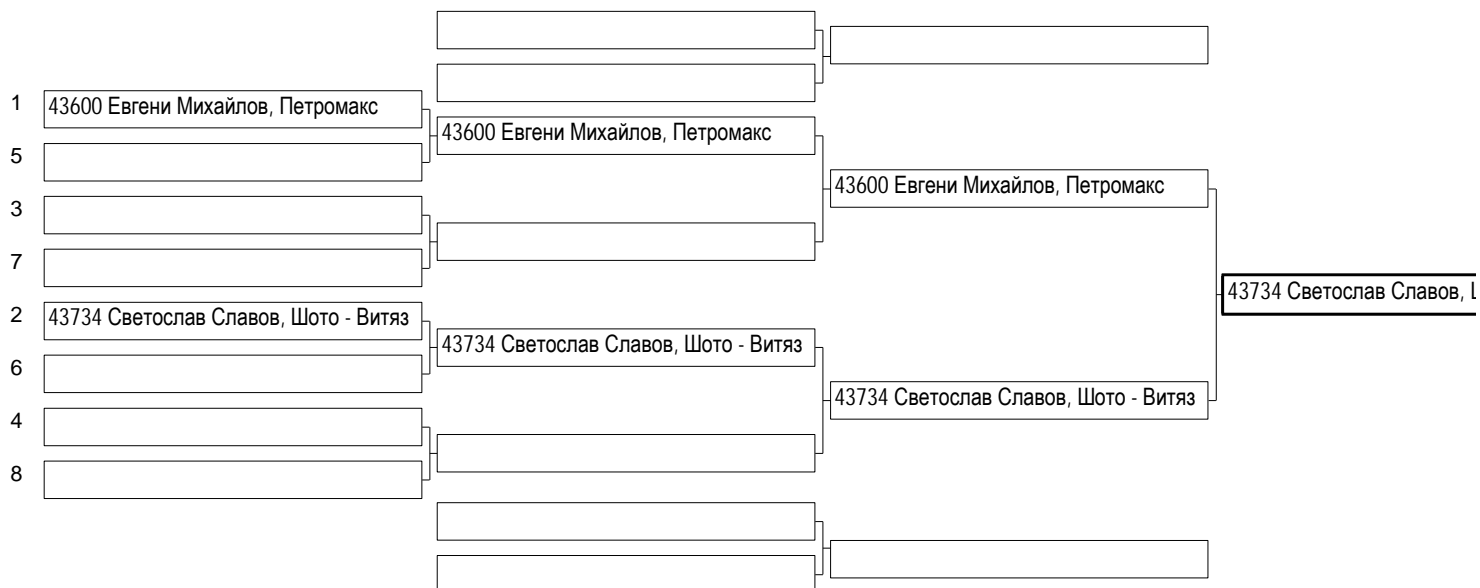 1 43600 Евгени Михайлов, Петромакс
5
3
7
2 43734 Светослав Славов, Шото - Витяз
6
4
8
43600 Евгени Михайлов, Петромакс
43734 Светослав Славов, Шото - Витяз
43600 Евгени Михайлов, Петромакс
43734 Светослав Славов, Шото - Витяз
43734 Светослав Славов,